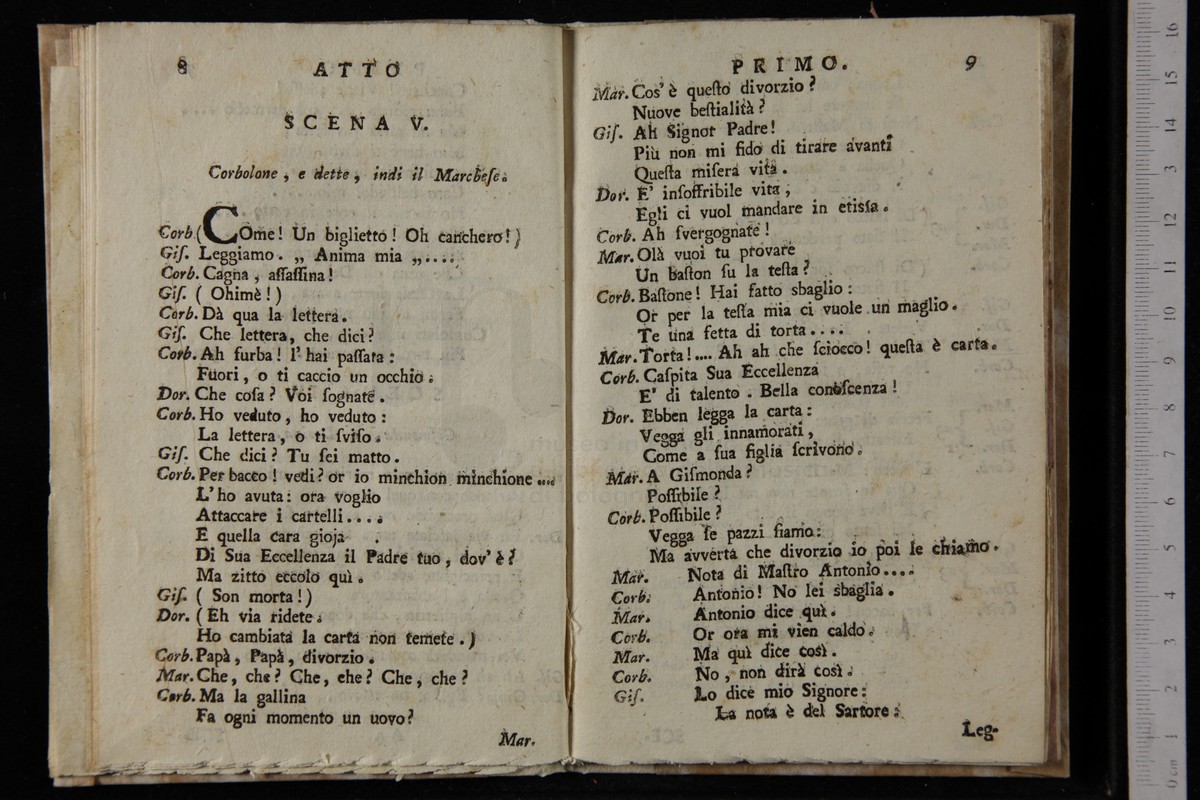 8 ATTO
SCENA V.
Corbolone, e dette, indi il Marcheſe.
Corb. (COme! Un biglietto! Oh canchero!)
Giſ. Leggiamo. „ Anima mia „....
Corb. Cagna, aſſaſſina!
Giſ. ( Ohimè!)
Corb. Dà qua la lettera.
Giſ. Che lettera, che dici?
Corb. Ah furba! l'hai paſſata:
Fuori, o ti caccio un occhio.
Dor. Che coſa? Voi ſognate.
Corb. Ho veduto, ho veduto:
La lettera, o ti ſviſo.
Giſ. Che dici? Tu ſei matto.
Corb. Per bacco! vedi? or io minchion minchione....
L'ho avuta: ora voglio
Attaccare i cartelli....
E quella cara gioja
Di Sua Eccellenza il Padre tuo, dov'è?
Ma zitto eccolo quì.
Giſ. ( Son morta!)
Dor. (Eh via ridete.
Ho cambiata la carta non temete.)
Corb. Papà, Papà, divorzio.
Mar. Che, che? Che, che? Che, che?
Corb. Ma la gallina
Fa ogni momento un uovo?
Mar.
PRIMO. 9
Mar. Cos'è queſto divorzio?
Nuove beſtialità?
Giſ. Ah Signor Padre!
Più non mi fido di tirare avanti
Queſta miſera vita.
Dor. E' inſoffribile vita,
Egli ci vuol mandare in etisſa.
Corb. Ah ſvergognate!
Mar. Olà vuoi tu provare
Un baſton ſu la teſta?
Corb. Baſtone! Hai fatto sbaglio:
Or per la teſta mia ci vuole un maglio.
Te una fetta di torta....
Mar. Torta!.... Ah ah che ſciocco! queſta è carta.
Corb. Caſpita Sua Eccellenza
E' di talento. Bella conoſcenza!
Dor. Ebben legga la carta:
Vegga gli innamorati,
Come a ſua figlia ſcrivono.
Mar. A Giſmonda?
Poſſibile?
Corb. Poſſibile?
Vegga ſe pazzi ſiamo:
Ma avverta che divorzio io poi le chiamo.
Mar. Nota di Maſtro Antonio....
Corb. Antonio! No lei sbaglia.
Mar. Antonio dice quì.
Corb. Or ora mi vien caldo.
Mar. Ma quì dice così.
Corb. No, non dirà così.
Giſ. Lo dice mio Signore:
La nota è del Sartore:
Leg-